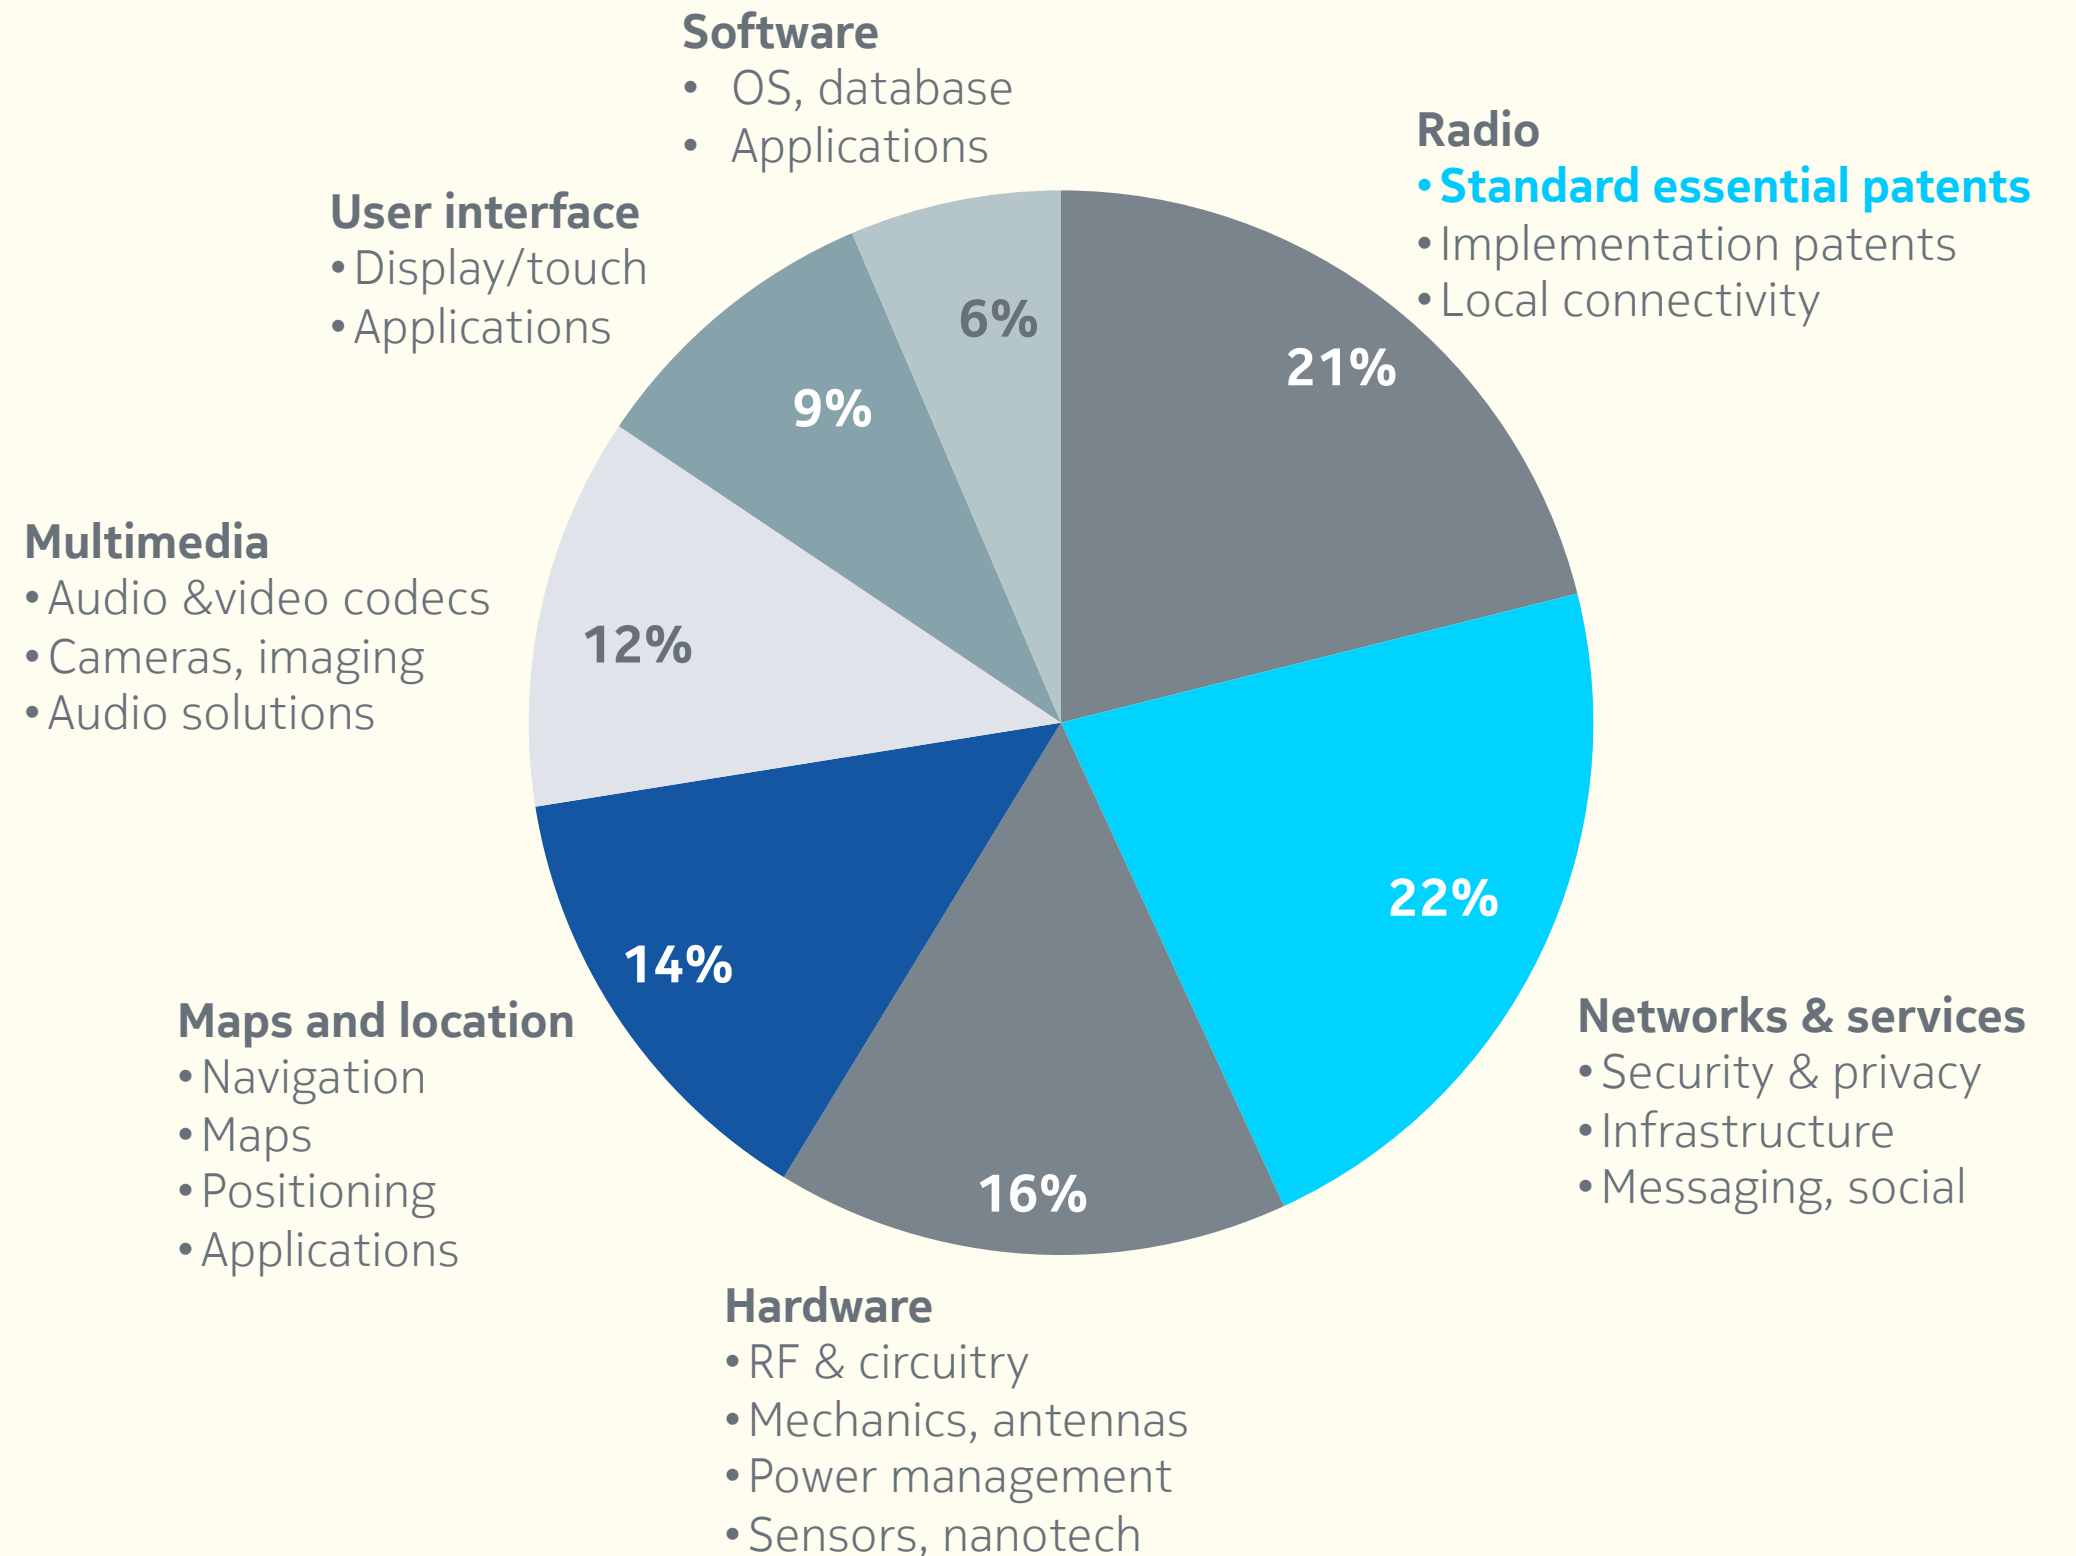 Software
• OS, database
• Applications
Radio
• Standard essential patents
• Implementation patents
• Local connectivity
User interface
• Display/touch
• Applications
6%
21%
9%
Multimedia
• Audio &video codecs
• Cameras, imaging
• Audio solutions
12%
22%
14%
Maps and location
• Navigation
• Maps
• Positioning
• Applications
Networks & services
• Security & privacy
• Infrastructure
• Messaging, social
16%
Hardware
• RF & circuitry
• Mechanics, antennas
• Power management
• Sensors, nanotech